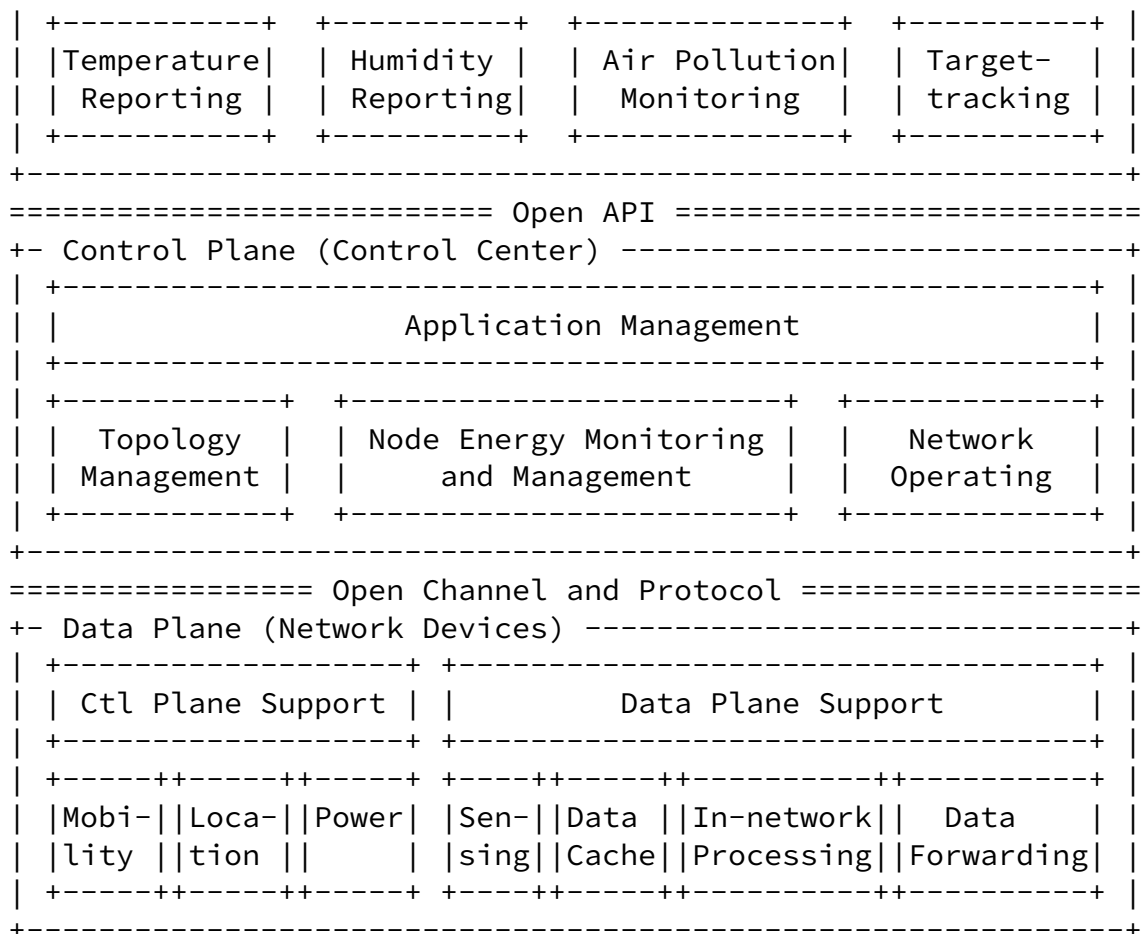 | +-----------+  +----------+  +--------------+  +----------+ |
| |Temperature|  | Humidity |  | Air Pollution|  | Target-  | |
| | Reporting |  | Reporting|  |  Monitoring  |  | tracking | |
| +-----------+  +----------+  +--------------+  +----------+ |
+-------------------------------------------------------------+
=========================== Open API ==========================
+- Control Plane (Control Center) ----------------------------+
| +---------------------------------------------------------+ |
| |                   Application Management                | |
| +---------------------------------------------------------+ |
| +------------+  +------------------------+  +-------------+ |
| |  Topology  |  | Node Energy Monitoring |  |   Network   | |
| | Management |  |     and Management     |  |  Operating  | |
| +------------+  +------------------------+  +-------------+ |
+-------------------------------------------------------------+
================= Open Channel and Protocol ===================
+- Data Plane (Network Devices) ------------------------------+
| +-------------------+ +-----------------------------------+ |
| | Ctl Plane Support | |         Data Plane Support        | |
| +-------------------+ +-----------------------------------+ |
| +-----++-----++-----+ +----++-----++----------++----------+ |
| |Mobi-||Loca-||Power| |Sen-||Data ||In-network||  Data    | |
| |lity ||tion ||     | |sing||Cache||Processing||Forwarding| |
| +-----++-----++-----+ +----++-----++----------++----------+ |
+-------------------------------------------------------------+